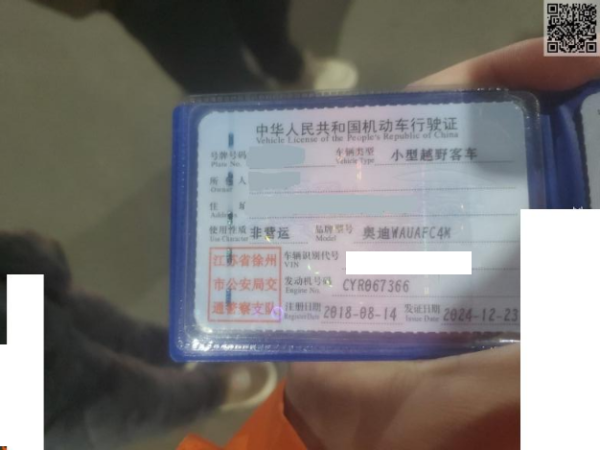 中华人民共和国机动车行驶证
Vehicle License of the People's Republic of China
号牌号码 车辆类型 小型越野客车
Plate No. Vehicle Type
所有人
Owner
住址
Address
使用性质 非营运 品牌型号 奥迪WAUAFC4M
Use Character Model
江苏省徐州 车辆识别代号
VIN
市公安局交 发动机号码 CYR067366
Engine No.
通警察支队 注册日期 2018-08-14 发证日期 2024-12-23
Register Date Issue Date